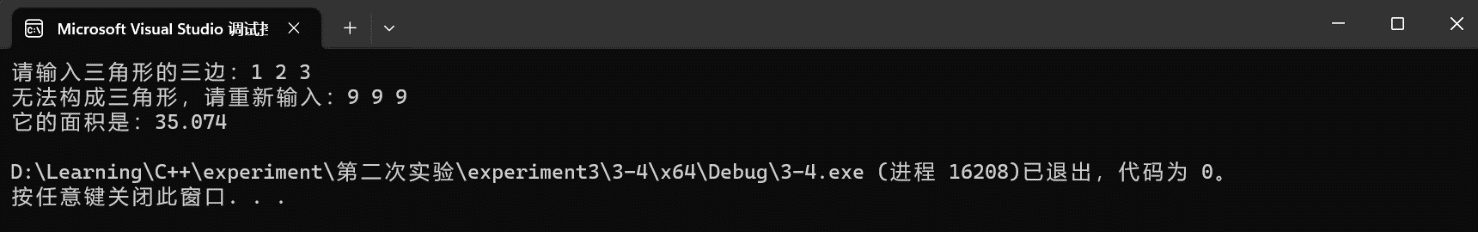 Microsoft Visual Studio 调试控
请输入三角形的三边：1 2 3
无法构成三角形，请重新输入：9 9 9
它的面积是：35.074
D:\Learning\C++\experiment\第二次实验\experiment3\3-4\x64\Debug\3-4.exe (进程 16208)已退出，代码为 0。
按任意键关闭此窗口. . .